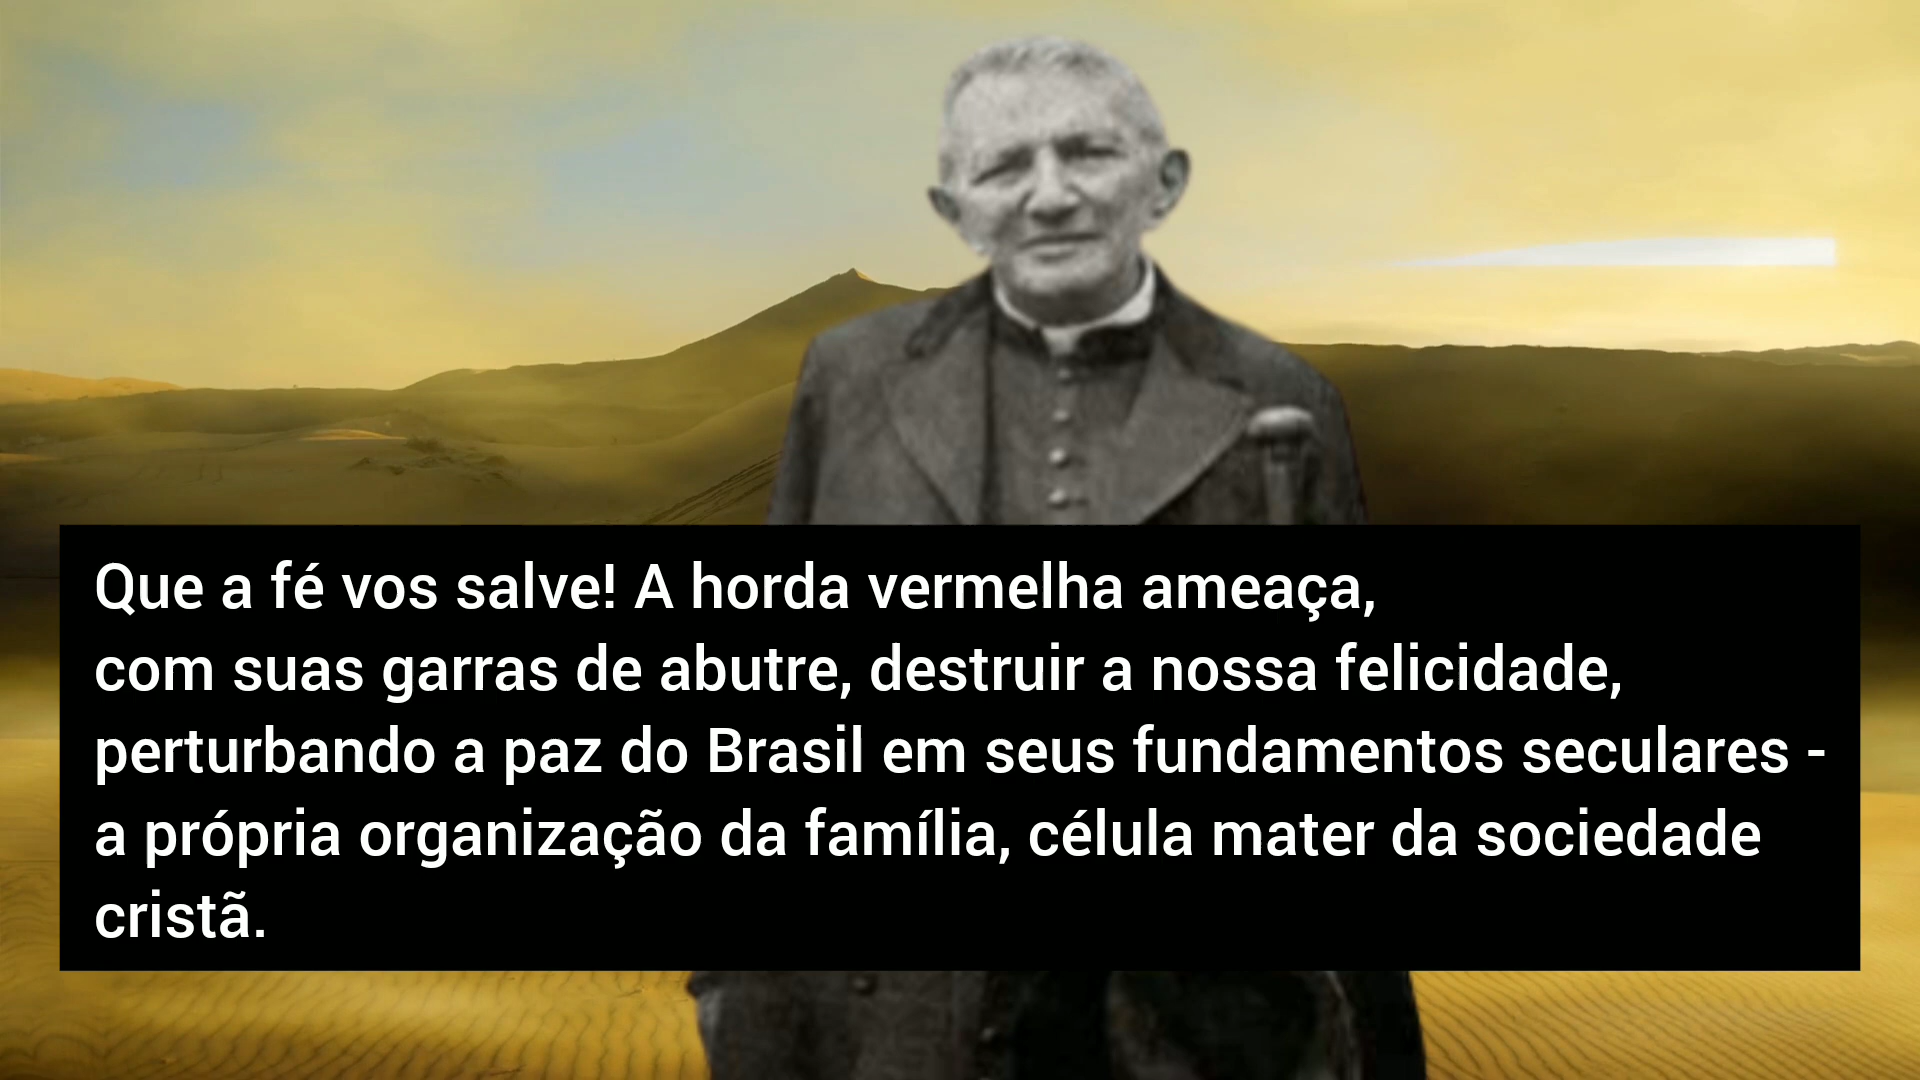 Que a fé vos salve! A horda vermelha ameaça,
com suas garras de abutre, destruir a nossa felicidade,
perturbando a paz do Brasil em seus fundamentos seculares -
a própria organização da família, célula mater da sociedade
cristã.